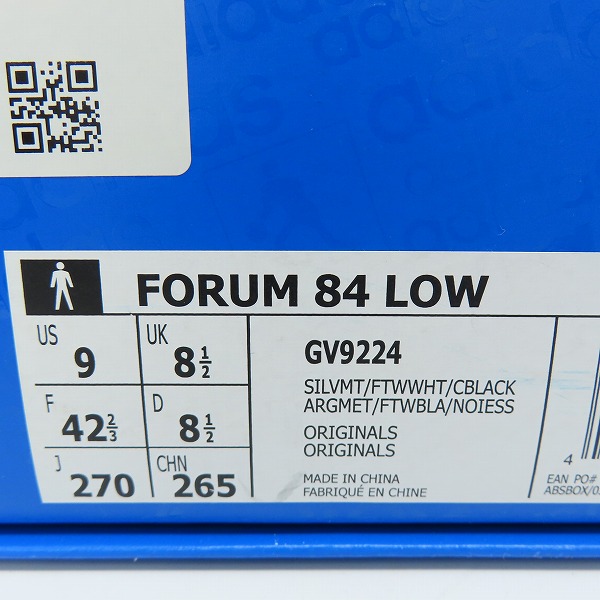 adidas
FORUM 84 LOW
US 9 UK 8 1/2
F 42 2/3 D 8 1/2
J 270 CHN 265
GV9224
SILVMT/FTWWHT/CBLACK
ARGMET/FTWBLA/NOIESS
ORIGINALS
ORIGINALS
MADE IN CHINA
FABRIQUÉ EN CHINE
4
EAN PO#